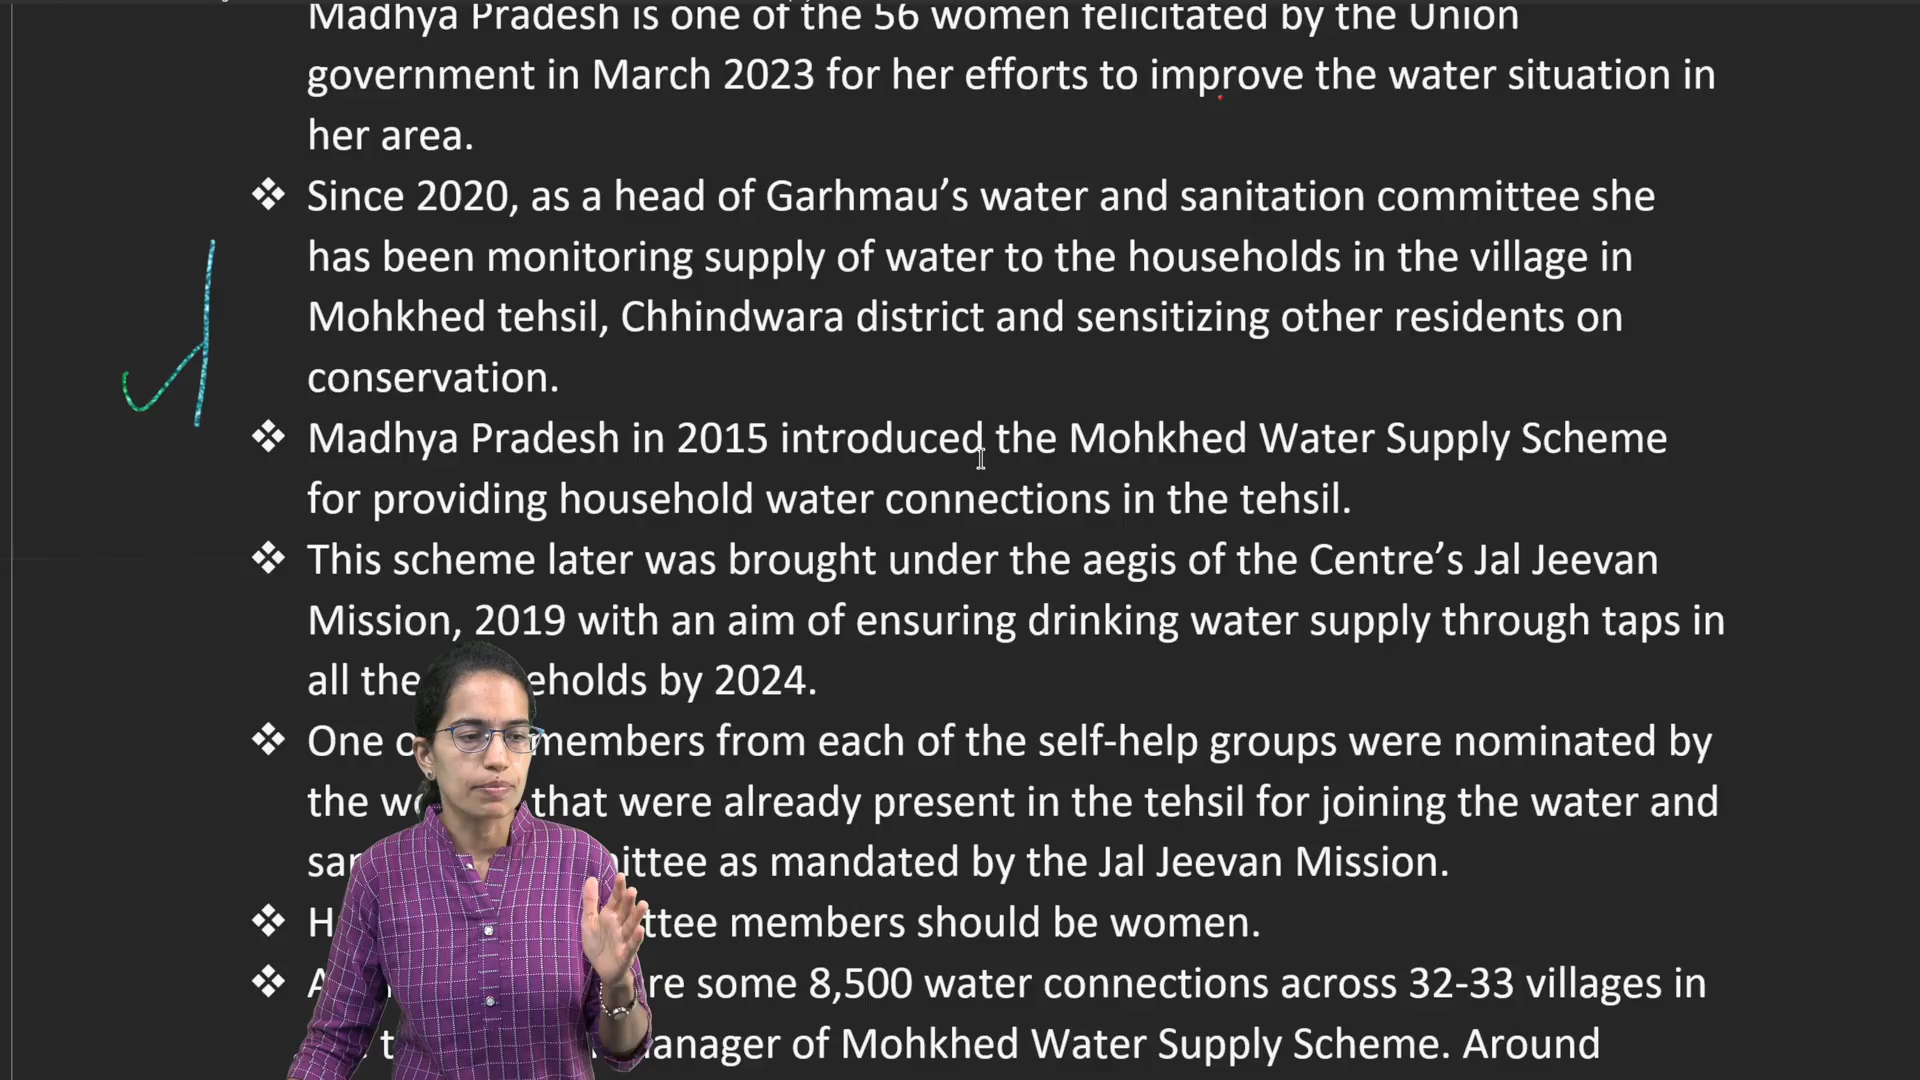 Madhya Pradesh is one of the 56 women felicitated by the Union
government in March 2023 for her efforts to improve the water situation in
her area.
❖ Since 2020, as a head of Garhmau's water and sanitation committee she
has been monitoring supply of water to the households in the village in
Mohkhed tehsil, Chhindwara district and sensitizing other residents on
conservation.
❖ Madhya Pradesh in 2015 introduced the Mohkhed Water Supply Scheme
for providing household water connections in the tehsil.
❖ This scheme later was brought under the aegis of the Centre's Jal Jeevan
Mission, 2019 with an aim of ensuring drinking water supply through taps in
all the by 2024.
❖ One members from each of the self-help groups were nominated by
the that were already present in the tehsil for joining the water and
as mandated by the Jal Jeevan Mission.
❖ members should be women.
❖ some 8,500 water connections across 32-33 villages in
of Mohkhed Water Supply Scheme. Around